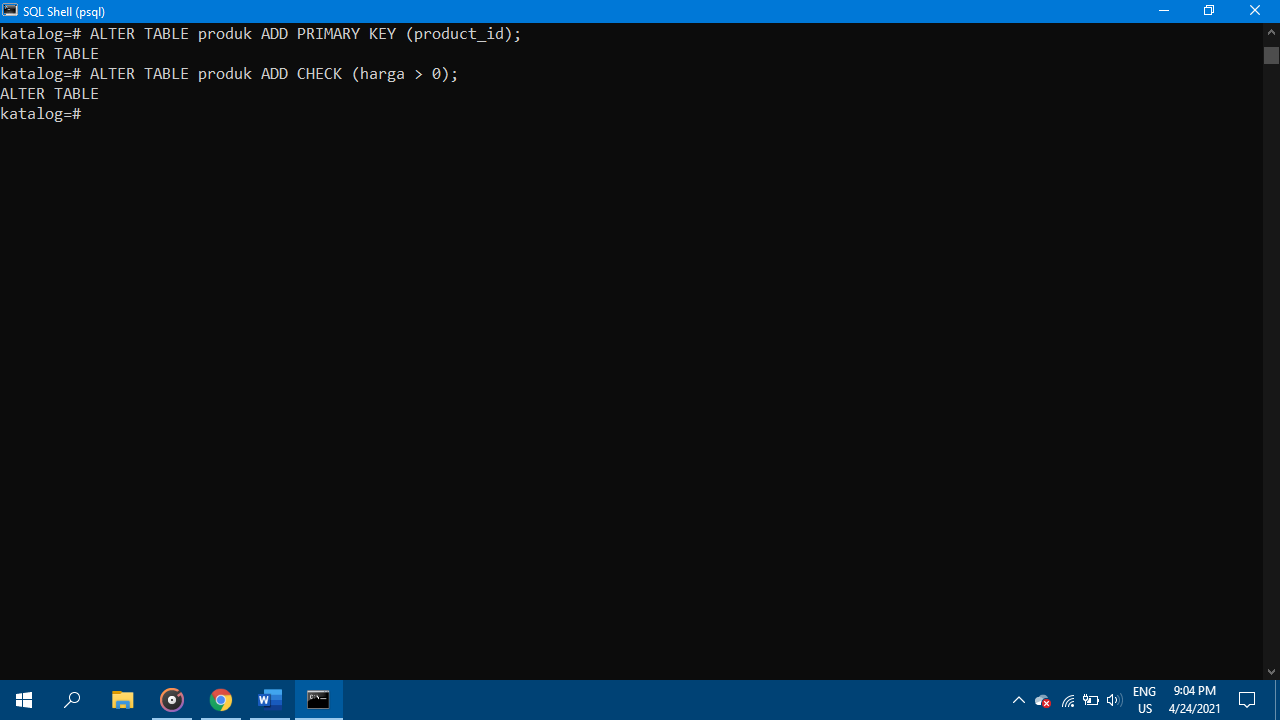 SQL Shell (psql)
katalog=# ALTER TABLE produk ADD PRIMARY KEY (product_id);
ALTER TABLE
katalog=# ALTER TABLE produk ADD CHECK (harga > 0);
ALTER TABLE
katalog=#
ENG
US
9:04 PM
4/24/2021